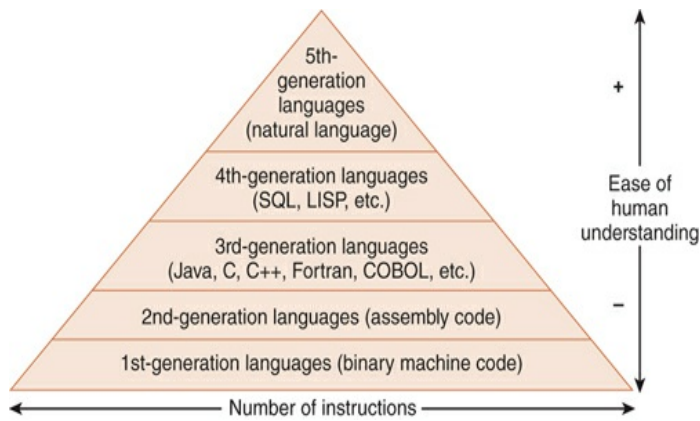 5th-
generation
languages
(natural language)
4th-generation languages
(SQL, LISP, etc.)
3rd-generation languages
(Java, C, C++, Fortran, COBOL, etc.)
2nd-generation languages (assembly code)
1st-generation languages (binary machine code)
Number of instructions
+
Ease of
human
understanding
–